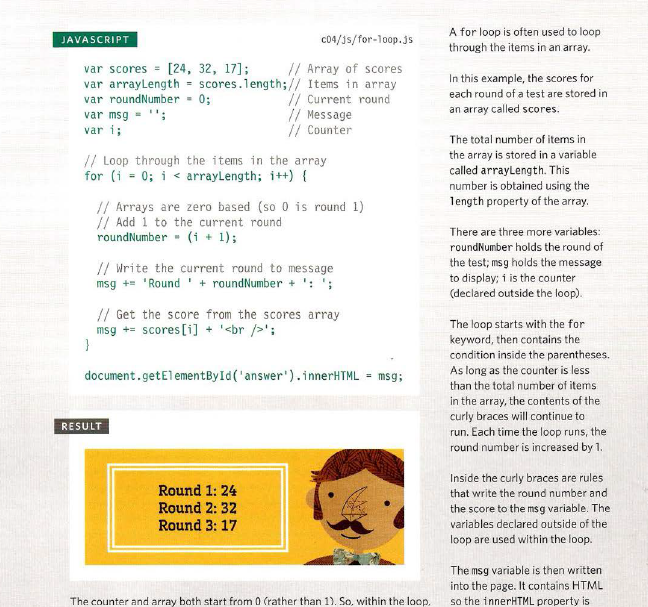 JAVASCRIPT
c04/js/for-loop.js
var scores = [24, 32, 17]; // Array of scores
var arrayLength = scores.length;// Items in array
var roundNumber = 0; // Current round
var msg = ''; // Message
var i; // Counter
// Loop through the items in the array
for (i = 0; i < arrayLength; i++) {
// Arrays are zero based (so 0 is round 1)
// Add 1 to the current round
roundNumber = (i + 1);
// Write the current round to message
msg += 'Round ' + roundNumber + ': ';
// Get the score from the scores array
msg += scores[i] + '<br />';
}
document.getElementById('answer').innerHTML = msg;
RESULT
Round 1: 24
Round 2: 32
Round 3: 17
The counter and array both start from 0 (rather than 1). So, within the loop,
A for loop is often used to loop
through the items in an array.
In this example, the scores for
each round of a test are stored in
an array called scores.
The total number of items in
the array is stored in a variable
called arrayLength. This
number is obtained using the
length property of the array.
There are three more variables:
roundNumber holds the round of
the test; msg holds the message
to display; i is the counter
(declared outside the loop).
The loop starts with the for
keyword, then contains the
condition inside the parentheses.
As long as the counter is less
than the total number of items
in the array, the contents of the
curly braces will continue to
run. Each time the loop runs, the
round number is increased by 1.
Inside the curly braces are rules
that write the round number and
the score to the msg variable. The
variables declared outside of the
loop are used within the loop.
The msg variable is then written
into the page. It contains HTML
so the innerHTML property is